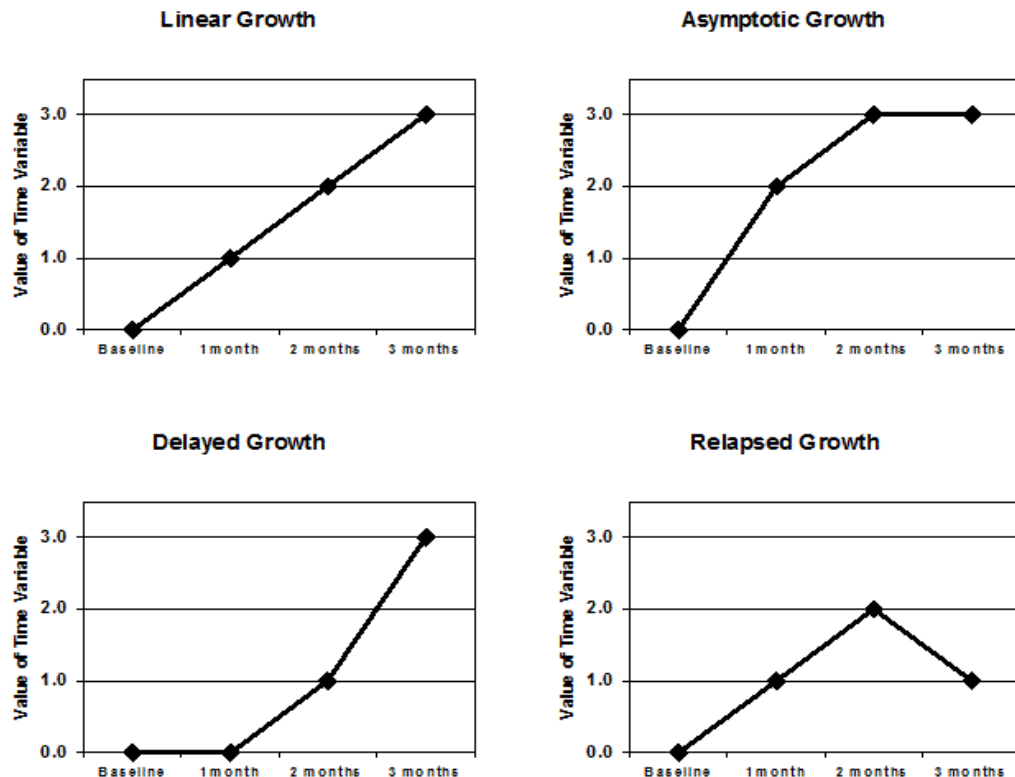 Linear Growth
Value of Time Variable
3.0
2.0
1.0
0.0
Baseline 1 month 2 months 3 months
Asymptotic Growth
Value of Time Variable
3.0
2.0
1.0
0.0
Baseline 1 month 2 months 3 months
Delayed Growth
Value of Time Variable
3.0
2.0
1.0
0.0
Baseline 1 month 2 months 3 months
Relapsed Growth
Value of Time Variable
3.0
2.0
1.0
0.0
Baseline 1 month 2 months 3 months